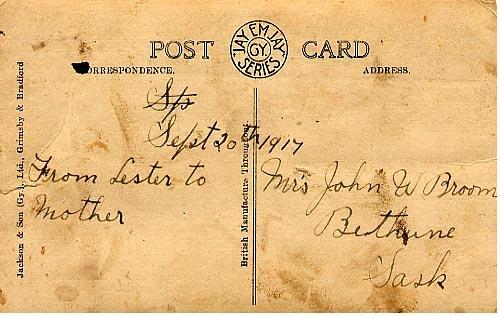 POST CARD
"JAY EM JAY" GY. SERIES
CORRESPONDENCE.
ADDRESS.
Jackson & Son (Gy.), Ltd., Grimsby & Bradford
British Manufacture Throughout
Sps
Sept 20th 1917
From Lester to
Mother
Mrs John W Broom
Bethune
Sask